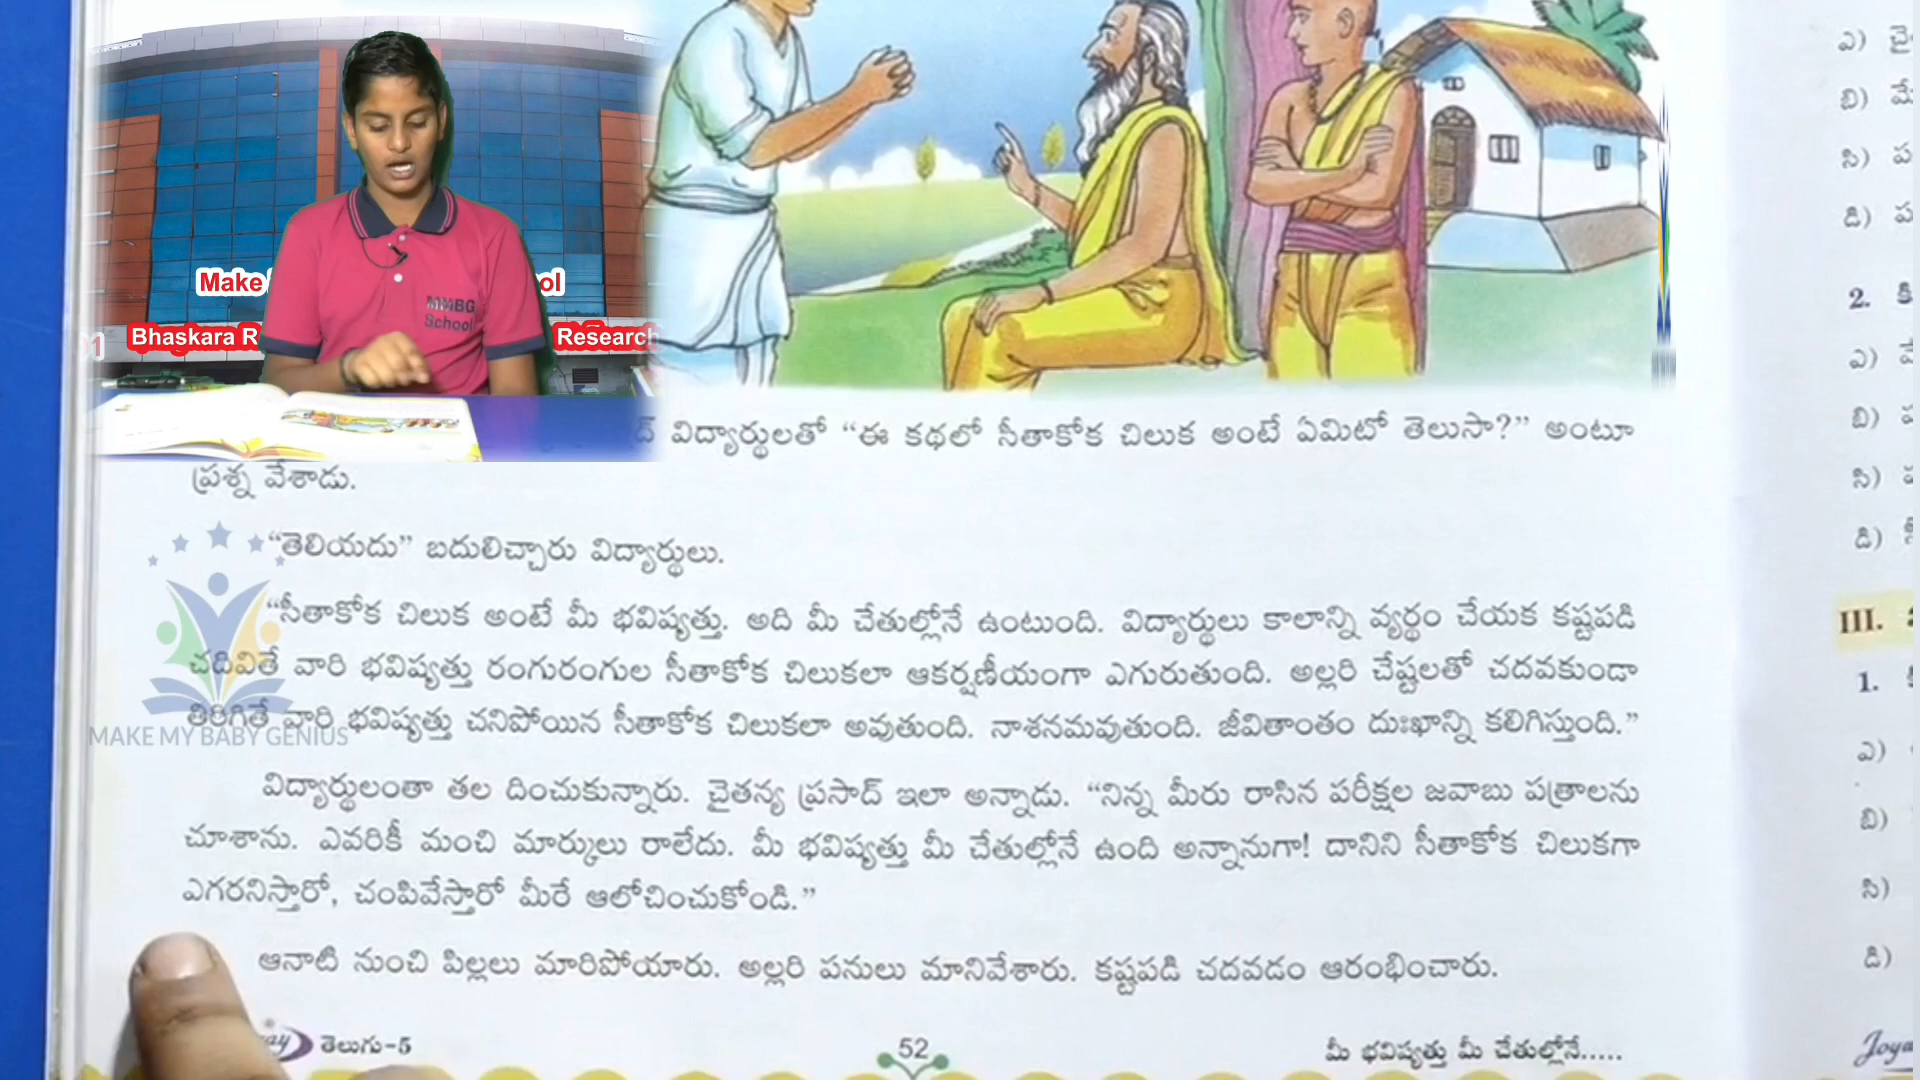 Make
ol
Bhaskara R
Research
MMBG
School
విద్యార్థులతో “ఈ కథలో సీతాకోక చిలుక అంటే ఏమిటో తెలుసా?” అంటూ
ప్రశ్న వేశాడు.
“తెలియదు” బదులిచ్చారు విద్యార్థులు.
“సీతాకోక చిలుక అంటే మీ భవిష్యత్తు. అది మీ చేతుల్లోనే ఉంటుంది. విద్యార్థులు కాలాన్ని వ్యర్థం చేయక కష్టపడి
చదివితే వారి భవిష్యత్తు రంగురంగుల సీతాకోక చిలుకలా ఆకర్షణీయంగా ఎగురుతుంది. అల్లరి చేష్టలతో చదవకుండా
తిరిగితే వారి భవిష్యత్తు చనిపోయిన సీతాకోక చిలుకలా అవుతుంది. నాశనమవుతుంది. జీవితాంతం దుఃఖాన్ని కలిగిస్తుంది.”
MAKE MY BABY GENIUS
విద్యార్థులంతా తల దించుకున్నారు. చైతన్య ప్రసాద్ ఇలా అన్నాడు. “నిన్న మీరు రాసిన పరీక్షల జవాబు పత్రాలను
చూశాను. ఎవరికీ మంచి మార్కులు రాలేదు. మీ భవిష్యత్తు మీ చేతుల్లోనే ఉంది అన్నానుగా! దానిని సీతాకోక చిలుకగా
ఎగరనిస్తారో, చంపివేస్తారో మీరే ఆలోచించుకోండి.”
ఆనాటి నుంచి పిల్లలు మారిపోయారు. అల్లరి పనులు మానివేశారు. కష్టపడి చదవడం ఆరంభించారు.
తెలుగు-5
52
మీ భవిష్యత్తు మీ చేతుల్లోనే.....
ఎ)
బి)
సి)
డి)
2.
ఎ)
బి)
సి)
డి)
III.
1.
ఎ)
బి)
సి)
డి)